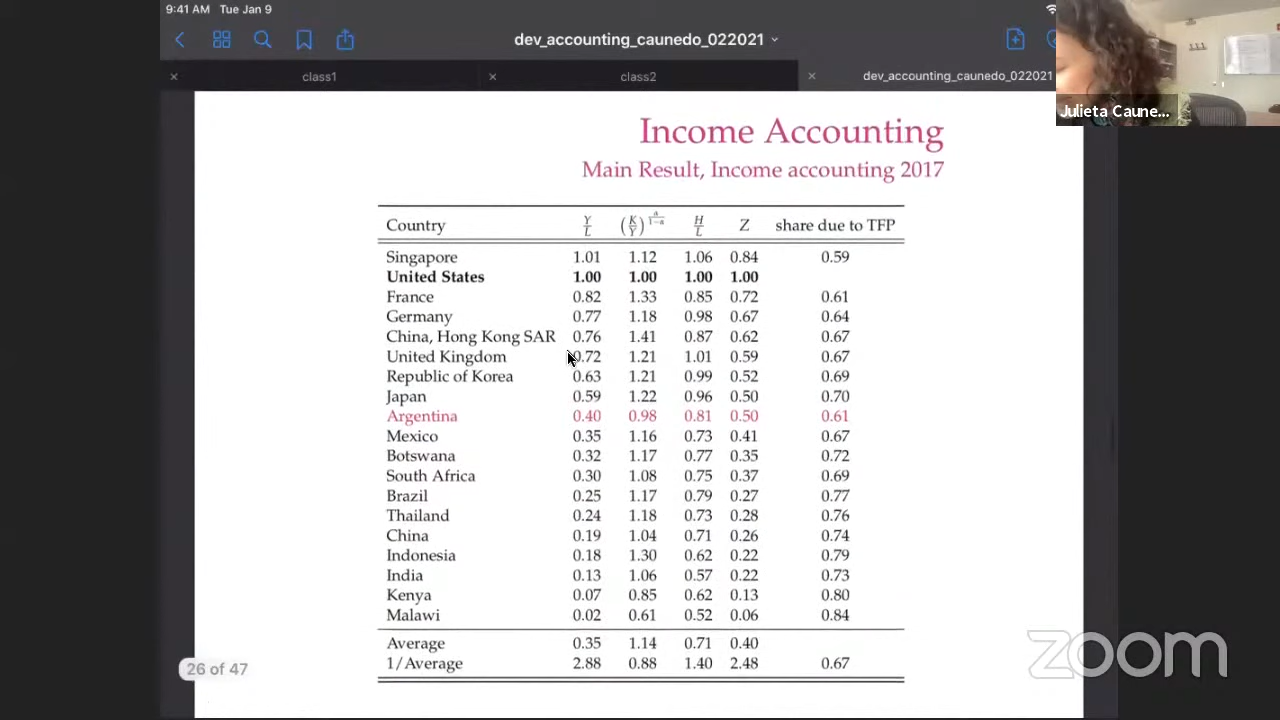 9:41 AM Tue Jan 9
dev_accounting_caunedo_022021
class1 class2 dev_accounting_caunedo_022021
Julieta Caune...
Income Accounting
Main Result, Income accounting 2017
Country Y/L (K/Y)^(α/(1-α)) H/L Z share due to TFP
Singapore 1.01 1.12 1.06 0.84 0.59
United States 1.00 1.00 1.00 1.00
France 0.82 1.33 0.85 0.72 0.61
Germany 0.77 1.18 0.98 0.67 0.64
China, Hong Kong SAR 0.76 1.41 0.87 0.62 0.67
United Kingdom 0.72 1.21 1.01 0.59 0.67
Republic of Korea 0.63 1.21 0.99 0.52 0.69
Japan 0.59 1.22 0.96 0.50 0.70
Argentina 0.40 0.98 0.81 0.50 0.61
Mexico 0.35 1.16 0.73 0.41 0.67
Botswana 0.32 1.17 0.77 0.35 0.72
South Africa 0.30 1.08 0.75 0.37 0.69
Brazil 0.25 1.17 0.79 0.27 0.77
Thailand 0.24 1.18 0.73 0.28 0.76
China 0.19 1.04 0.71 0.26 0.74
Indonesia 0.18 1.30 0.62 0.22 0.79
India 0.13 1.06 0.57 0.22 0.73
Kenya 0.07 0.85 0.62 0.13 0.80
Malawi 0.02 0.61 0.52 0.06 0.84
Average 0.35 1.14 0.71 0.40
1/Average 2.88 0.88 1.40 2.48 0.67
26 of 47
zoom